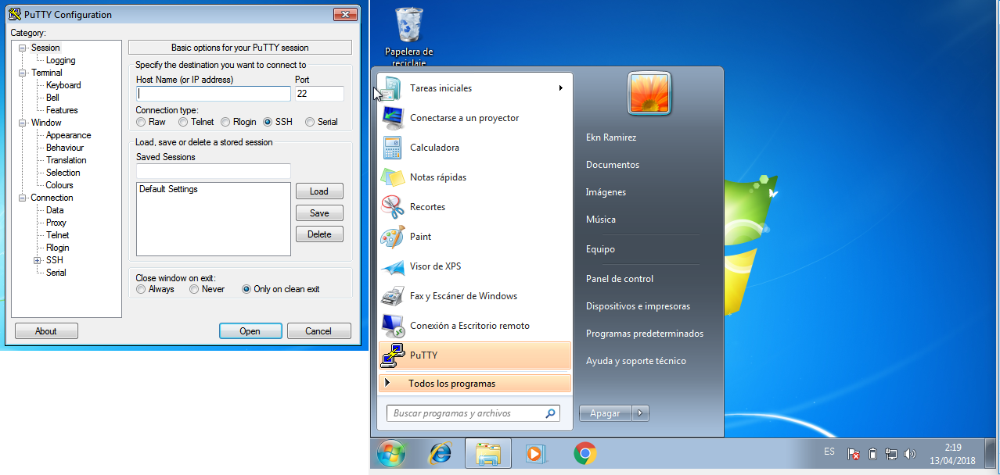 PuTTY Configuration
Category:
Session
Logging
Terminal
Keyboard
Bell
Features
Window
Appearance
Behaviour
Translation
Selection
Colours
Connection
Data
Proxy
Telnet
Rlogin
SSH
Serial
Basic options for your PuTTY session
Specify the destination you want to connect to
Host Name (or IP address) Port
22
Connection type:
Raw Telnet Rlogin SSH Serial
Load, save or delete a stored session
Saved Sessions
Default Settings
Load
Save
Delete
Close window on exit:
Always Never Only on clean exit
About Open Cancel
Papelera de
reciclaje
Tareas iniciales
Conectarse a un proyector
Calculadora
Notas rápidas
Recortes
Paint
Visor de XPS
Fax y Escáner de Windows
Conexión a Escritorio remoto
PuTTY
Todos los programas
Buscar programas y archivos
Ekn Ramirez
Documentos
Imágenes
Música
Equipo
Panel de control
Dispositivos e impresoras
Programas predeterminados
Ayuda y soporte técnico
Apagar
ES
2:19
13/04/2018